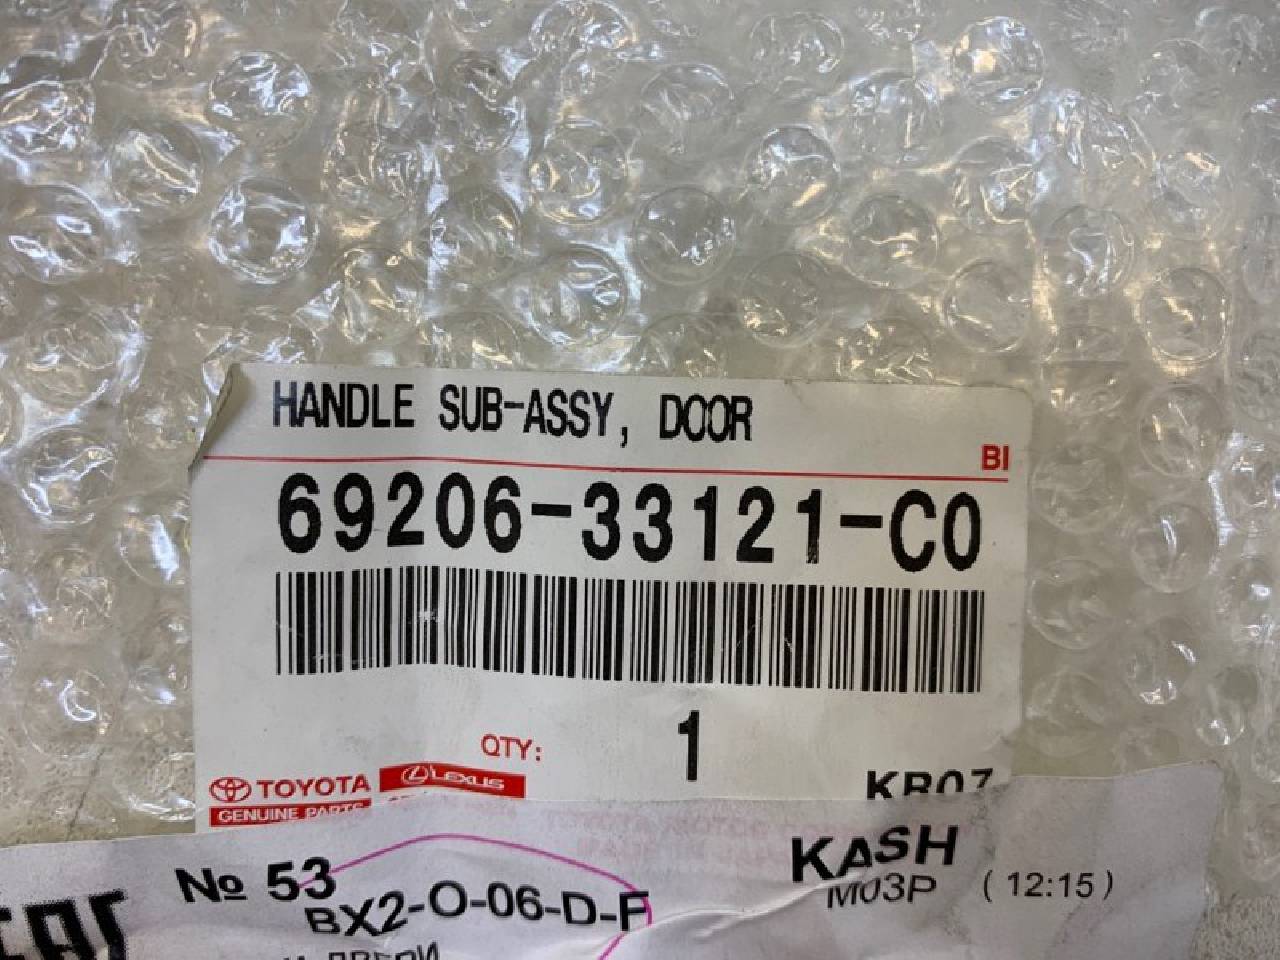 HANDLE SUB-ASSY, DOOR
BI
69206-33121-C0
QTY: 1
TOYOTA LEXUS
GENUINE PARTS
KR07
№ 53
KASH
BX2-O-06-D-F
M03P (12:15)